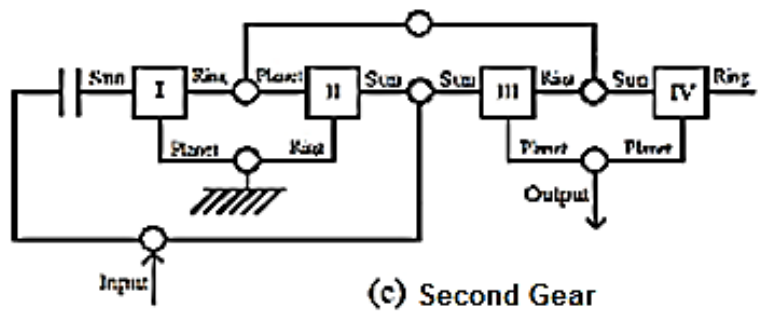 Sun I Ring Planet II Sun Sun III Ring Sun IV Ring
Planet Ring Planet Planet
Output
Input
(c) Second Gear